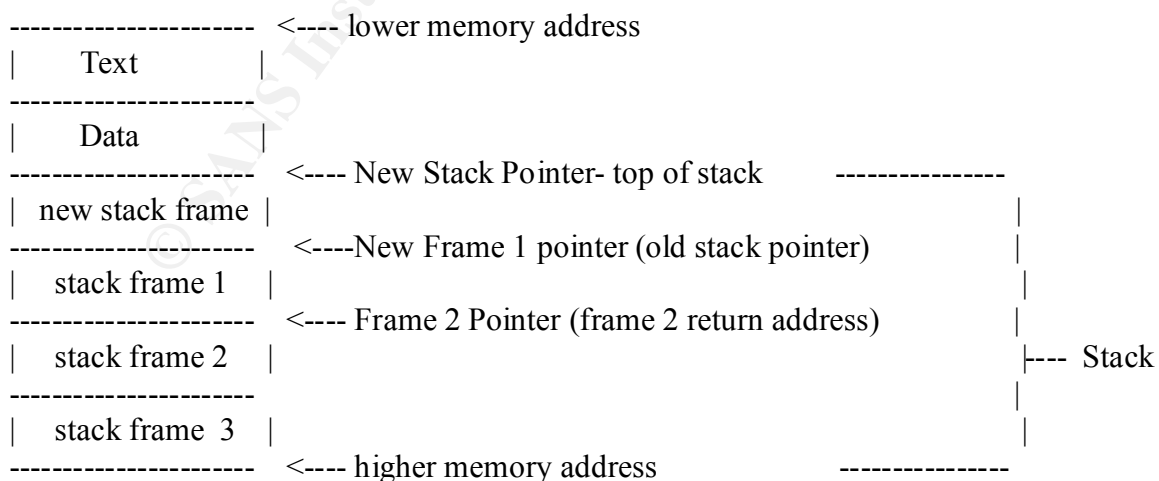 ----------------------- <---- lower memory address
| Text |
-----------------------
| Data |
----------------------- <---- New Stack Pointer- top of stack ----------------
| new stack frame | |
----------------------- <----New Frame 1 pointer (old stack pointer) |
| stack frame 1 | |
----------------------- <---- Frame 2 Pointer (frame 2 return address) |
| stack frame 2 | |---- Stack
----------------------- |
| stack frame 3 | |
----------------------- <---- higher memory address ----------------
© SANS